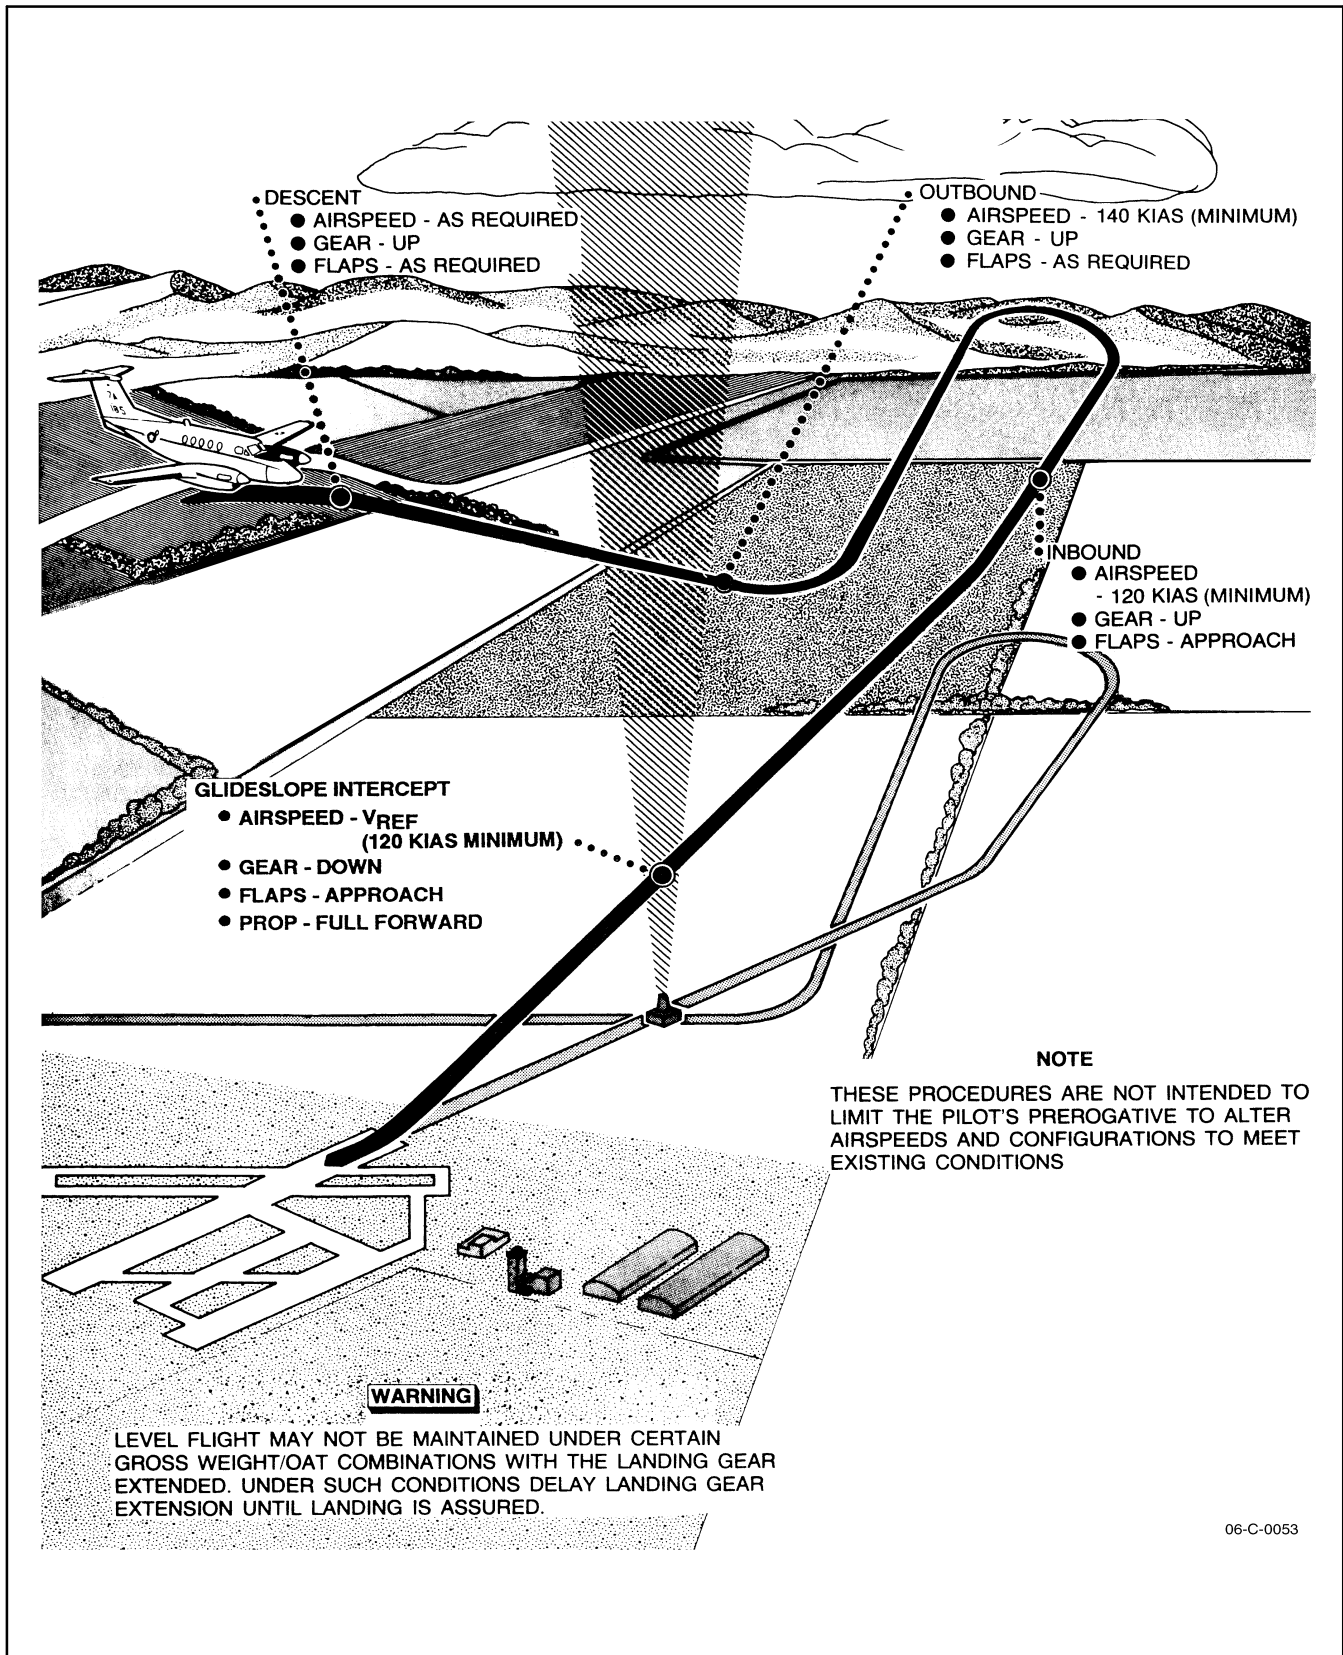 DESCENT
● AIRSPEED - AS REQUIRED
● GEAR - UP
● FLAPS - AS REQUIRED
OUTBOUND
● AIRSPEED - 140 KIAS (MINIMUM)
● GEAR - UP
● FLAPS - AS REQUIRED
INBOUND
● AIRSPEED
- 120 KIAS (MINIMUM)
● GEAR - UP
● FLAPS - APPROACH
GLIDESLOPE INTERCEPT
● AIRSPEED - VREF
(120 KIAS MINIMUM)
● GEAR - DOWN
● FLAPS - APPROACH
● PROP - FULL FORWARD
NOTE
THESE PROCEDURES ARE NOT INTENDED TO
LIMIT THE PILOT'S PREROGATIVE TO ALTER
AIRSPEEDS AND CONFIGURATIONS TO MEET
EXISTING CONDITIONS
WARNING
LEVEL FLIGHT MAY NOT BE MAINTAINED UNDER CERTAIN
GROSS WEIGHT/OAT COMBINATIONS WITH THE LANDING GEAR
EXTENDED. UNDER SUCH CONDITIONS DELAY LANDING GEAR
EXTENSION UNTIL LANDING IS ASSURED.
06-C-0053